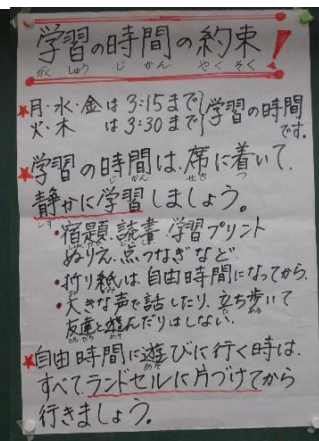 学習の時間の約束!
がくしゅう じかん やくそく
月・水・金は3:15まで 学習の時間
火・木 は3:30まで です。
学習の時間は、席に着いて、
じかん せき つ
静かに学習しましょう。
しず
・宿題、読書、学習プリント
ぬりえ、点つなぎなど。
・折り紙は、自由時間になってから。
・大きな声で話したり、立ち歩いて
友達と遊んだりはしない。
自由時間に遊びに行く時は、
すべて、ランドセルに片づけてから
行きましょう。